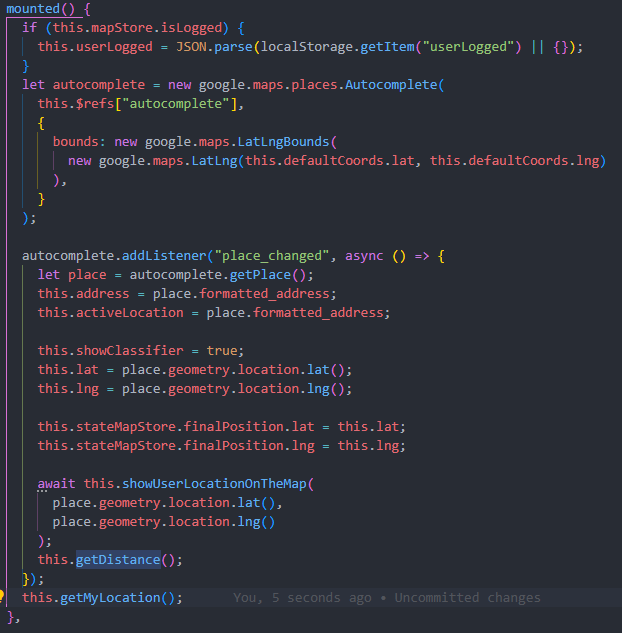 mounted() {
if (this.mapStore.isLogged) {
this.userLogged = JSON.parse(localStorage.getItem("userLogged") || {});
}
let autocomplete = new google.maps.places.Autocomplete(
this.$refs["autocomplete"],
{
bounds: new google.maps.LatLngBounds(
new google.maps.LatLng(this.defaultCoords.lat, this.defaultCoords.lng)
),
}
);
autocomplete.addListener("place_changed", async () => {
let place = autocomplete.getPlace();
this.address = place.formatted_address;
this.activeLocation = place.formatted_address;
this.showClassifier = true;
this.lat = place.geometry.location.lat();
this.lng = place.geometry.location.lng();
this.stateMapStore.finalPosition.lat = this.lat;
this.stateMapStore.finalPosition.lng = this.lng;
await this.showUserLocationOnTheMap(
place.geometry.location.lat(),
place.geometry.location.lng()
);
this.getDistance();
});
this.getMyLocation(); You, 5 seconds ago • Uncommitted changes
},